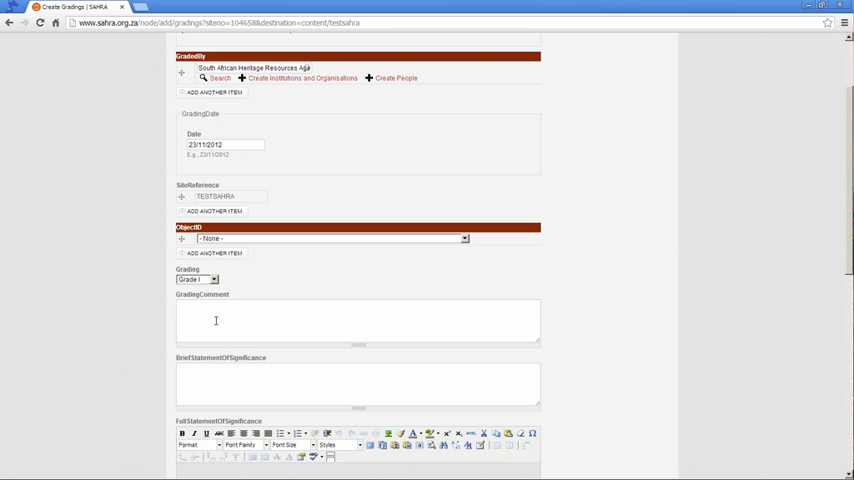 Create Gradings | SAHRA
www.sahra.org.za/node/add/gradings?siteno=104658&destination=content/testsahra
GradedBy
South African Heritage Resources Age
Search Create Institutions and Organisations Create People
ADD ANOTHER ITEM
GradingDate
Date
23/11/2012
E.g., 23/11/2012
SiteReference
TESTSAHRA
ADD ANOTHER ITEM
ObjectID
- None -
ADD ANOTHER ITEM
Grading
Grade I
GradingComment
BriefStatementOfSignificance
FullStatementOfSignificance
B I U ABC
Format Font Family Font Size Styles